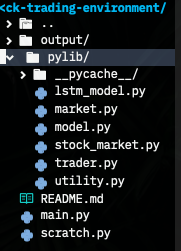 <ck-trading-environment/
..
output/
pylib/
__pycache__/
lstm_model.py
market.py
model.py
stock_market.py
trader.py
utility.py
README.md
main.py
scratch.py